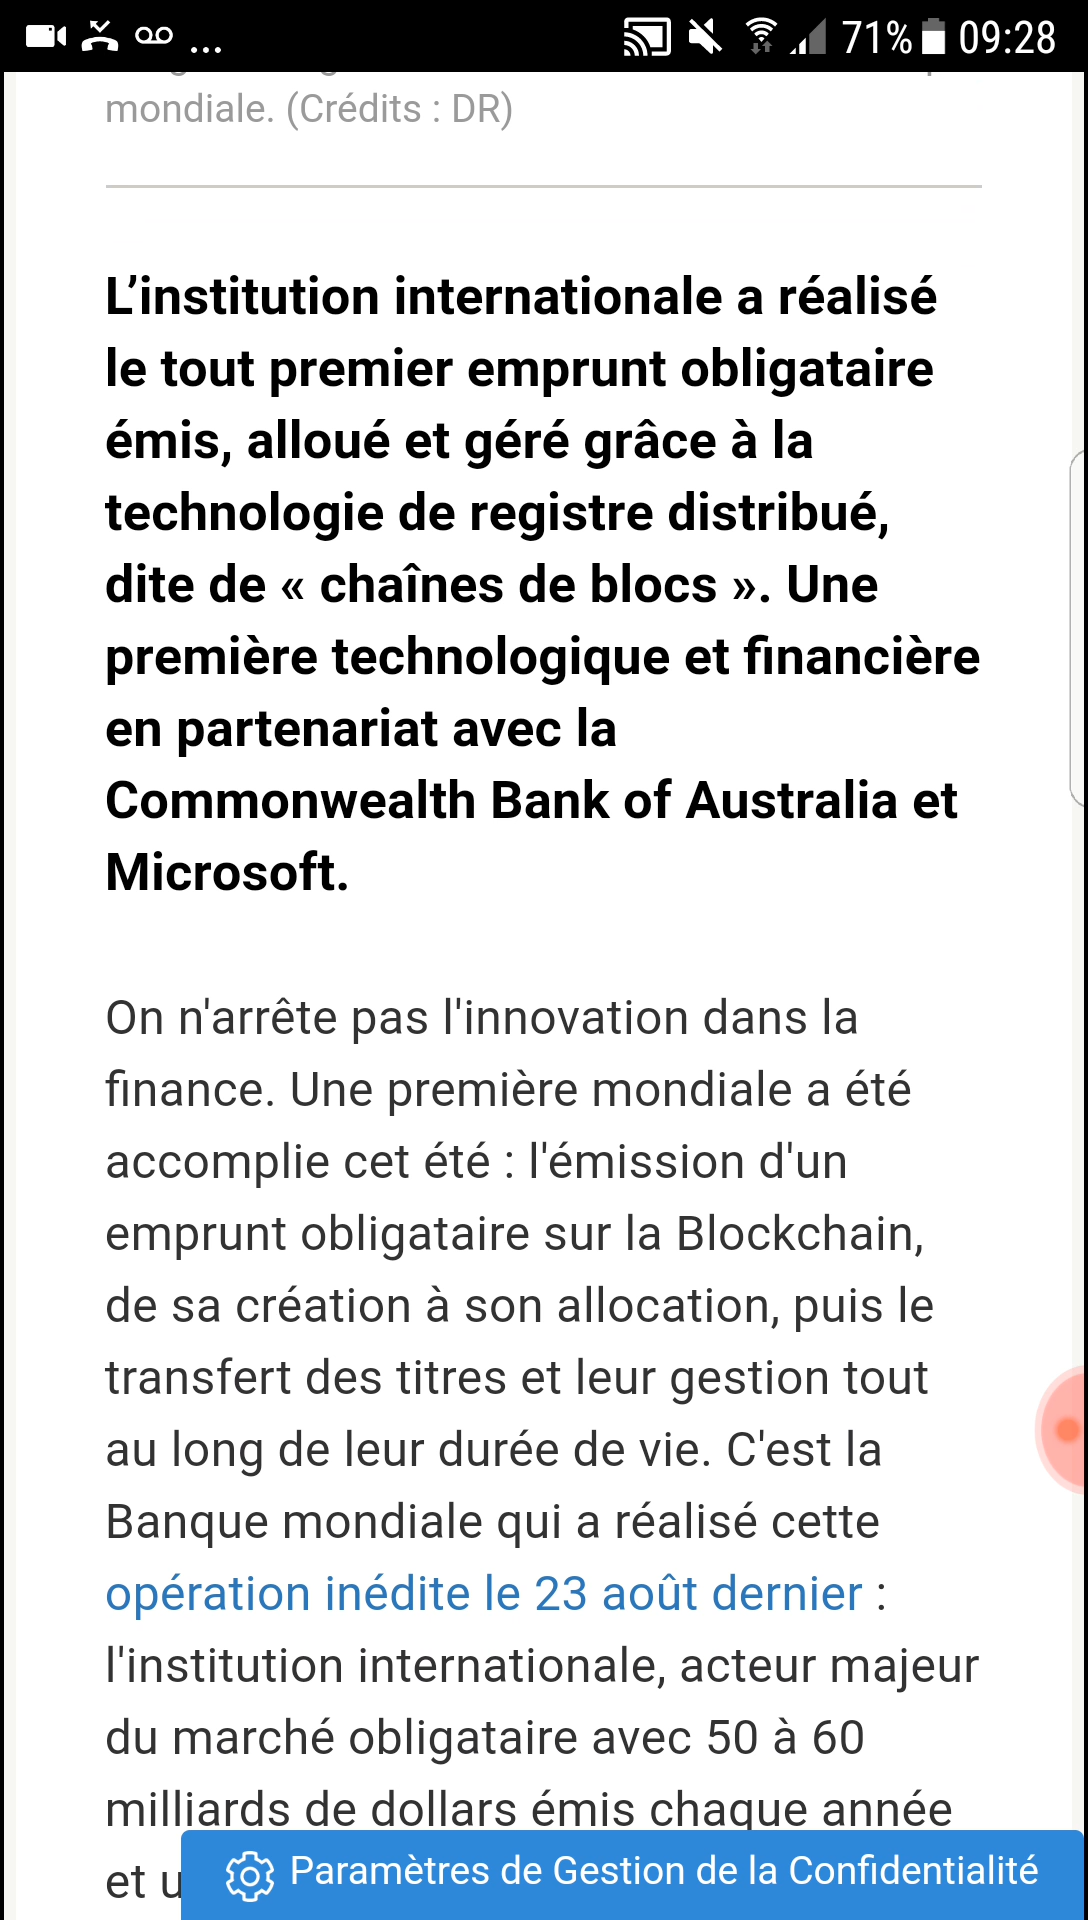 ... 71% 09:28
mondiale. (Crédits : DR)
L’institution internationale a réalisé
le tout premier emprunt obligataire
émis, alloué et géré grâce à la
technologie de registre distribué,
dite de « chaînes de blocs ». Une
première technologique et financière
en partenariat avec la
Commonwealth Bank of Australia et
Microsoft.
On n'arrête pas l'innovation dans la
finance. Une première mondiale a été
accomplie cet été : l'émission d'un
emprunt obligataire sur la Blockchain,
de sa création à son allocation, puis le
transfert des titres et leur gestion tout
au long de leur durée de vie. C'est la
Banque mondiale qui a réalisé cette
opération inédite le 23 août dernier :
l'institution internationale, acteur majeur
du marché obligataire avec 50 à 60
milliards de dollars émis chaque année
et
Paramètres de Gestion de la Confidentialité